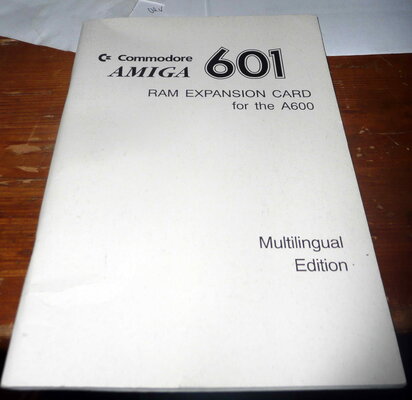 Commodore
AMIGA 601
RAM EXPANSION CARD
for the A600
Multilingual
Edition